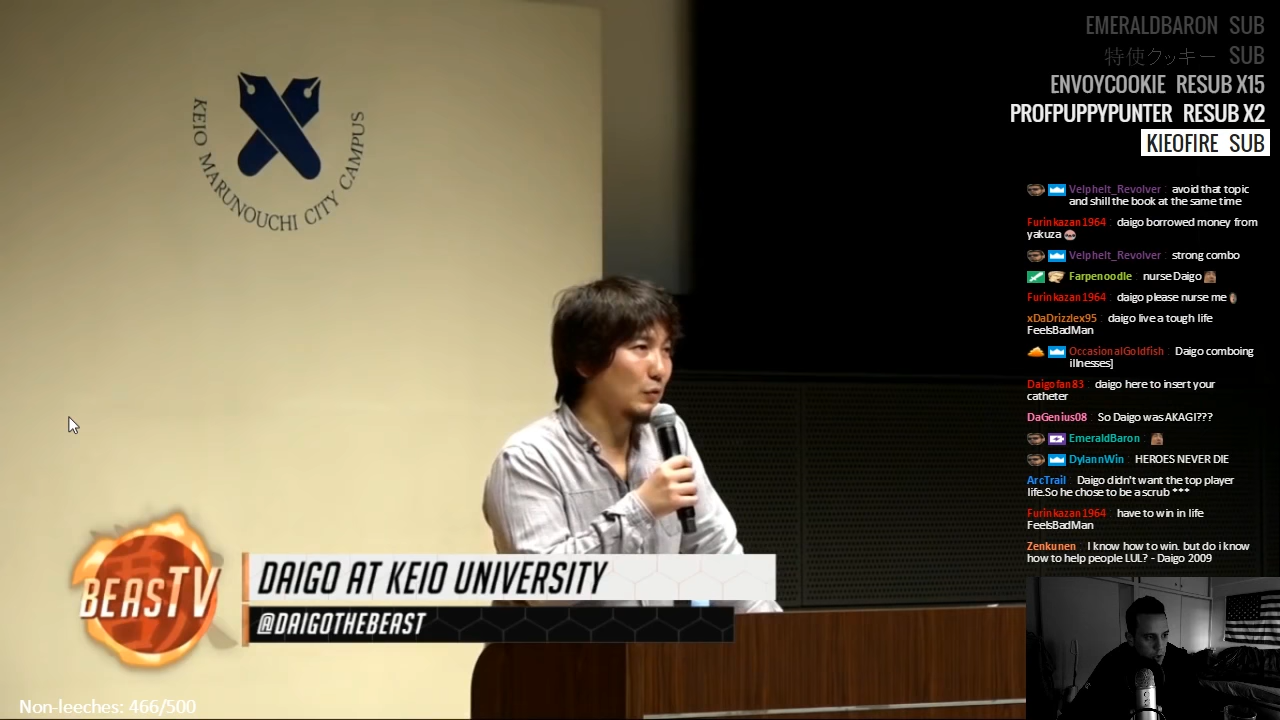 EMERALDBARON SUB
特使クッキー SUB
ENVOYCOOKIE RESUB X15
PROFPUPPYPUNTER RESUB X2
KIEOFIRE SUB
KEIO MARUNOUCHI CITY CAMPUS
Velphelt_Revolver : avoid that topic
and shill the book at the same time
Furinkazan1964 : daigo borrowed money from
yakuza
Velphelt_Revolver : strong combo
Farpenoodle : nurse Daigo
Furinkazan1964 : daigo please nurse me
xDaDrizzlex95 : daigo live a tough life
FeelsBadMan
OccasionalGoldfish : Daigo comboing
illnesses]
Daigofan83 : daigo here to insert your
catheter
DaGenius08 : So Daigo was AKAGI???
EmeraldBaron :
DylannWin : HEROES NEVER DIE
ArcTrail : Daigo didn't want the top player
life.So he chose to be a scrub ***
Furinkazan1964 : have to win in life
FeelsBadMan
Zenkunen : I know how to win. but do i know
how to help people LUL? - Daigo 2009
BEASTV
DAIGO AT KEIO UNIVERSITY
@DAIGOTHEBEAST
Non-leeches: 466/500